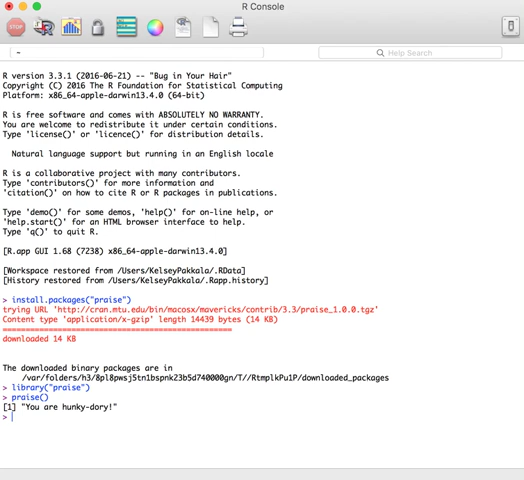 R Console
STOP
~
Help Search
R version 3.3.1 (2016-06-21) -- "Bug in Your Hair"
Copyright (C) 2016 The R Foundation for Statistical Computing
Platform: x86_64-apple-darwin13.4.0 (64-bit)
R is free software and comes with ABSOLUTELY NO WARRANTY.
You are welcome to redistribute it under certain conditions.
Type 'license()' or 'licence()' for distribution details.
Natural language support but running in an English locale
R is a collaborative project with many contributors.
Type 'contributors()' for more information and
'citation()' on how to cite R or R packages in publications.
Type 'demo()' for some demos, 'help()' for on-line help, or
'help.start()' for an HTML browser interface to help.
Type 'q()' to quit R.
[R.app GUI 1.68 (7238) x86_64-apple-darwin13.4.0]
[Workspace restored from /Users/KelseyPakkala/.RData]
[History restored from /Users/KelseyPakkala/.Rapp.history]
> install.packages("praise")
trying URL 'http://cran.mtu.edu/bin/macosx/mavericks/contrib/3.3/praise_1.0.0.tgz'
Content type 'application/x-gzip' length 14439 bytes (14 KB)
==================================================
downloaded 14 KB
The downloaded binary packages are in
/var/folders/h3/8pl8pwsj5tn1bspnk23b5d740000gn/T//RtmplkPu1P/downloaded_packages
> library("praise")
> praise()
[1] "You are hunky-dory!"
>